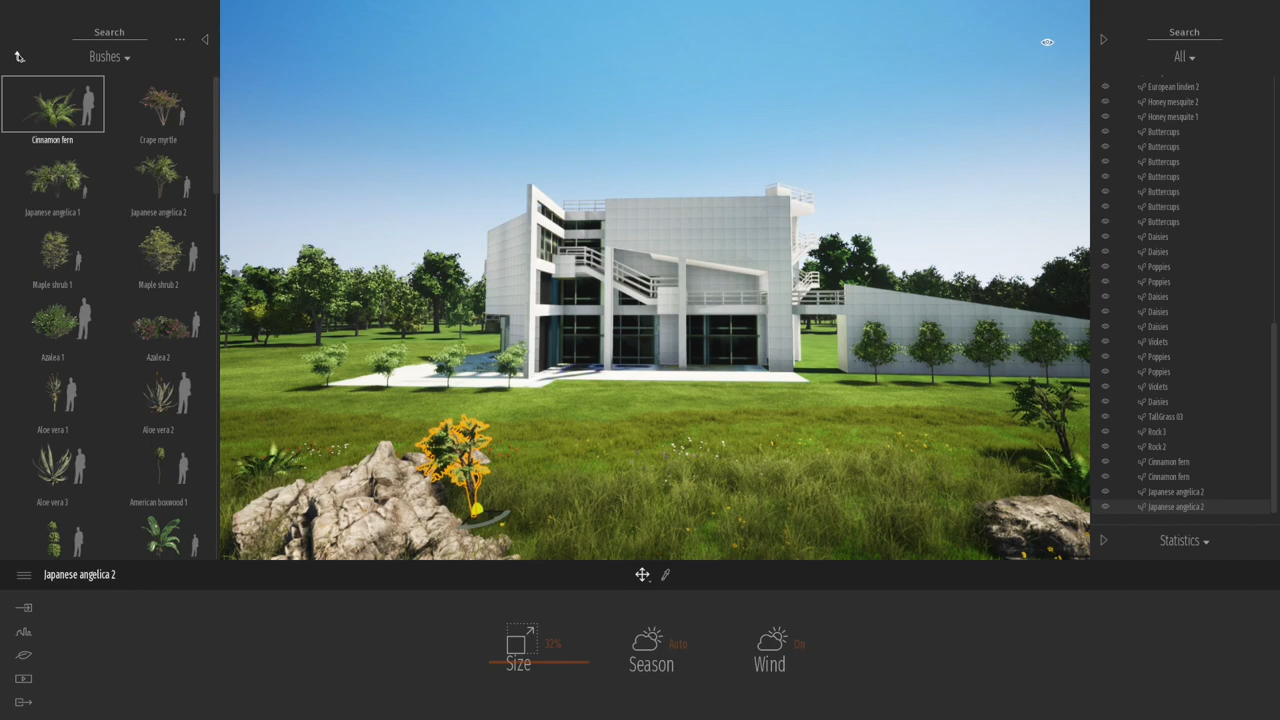 Search
Bushes
Cinnamon fern
Crape myrtle
Japanese angelica 1
Japanese angelica 2
Maple shrub 1
Maple shrub 2
Azalea 1
Azalea 2
Aloe vera 1
Aloe vera 2
Aloe vera 3
American boxwood 1
Search
All
European linden 2
Honey mesquite 2
Honey mesquite 1
Buttercups
Buttercups
Buttercups
Buttercups
Buttercups
Buttercups
Buttercups
Daisies
Daisies
Poppies
Poppies
Daisies
Daisies
Daisies
Violets
Poppies
Poppies
Violets
Daisies
TallGrass 03
Rock 3
Rock 2
Cinnamon fern
Cinnamon fern
Japanese angelica 2
Japanese angelica 2
Statistics
Japanese angelica 2
32%
Size
Auto
Season
On
Wind